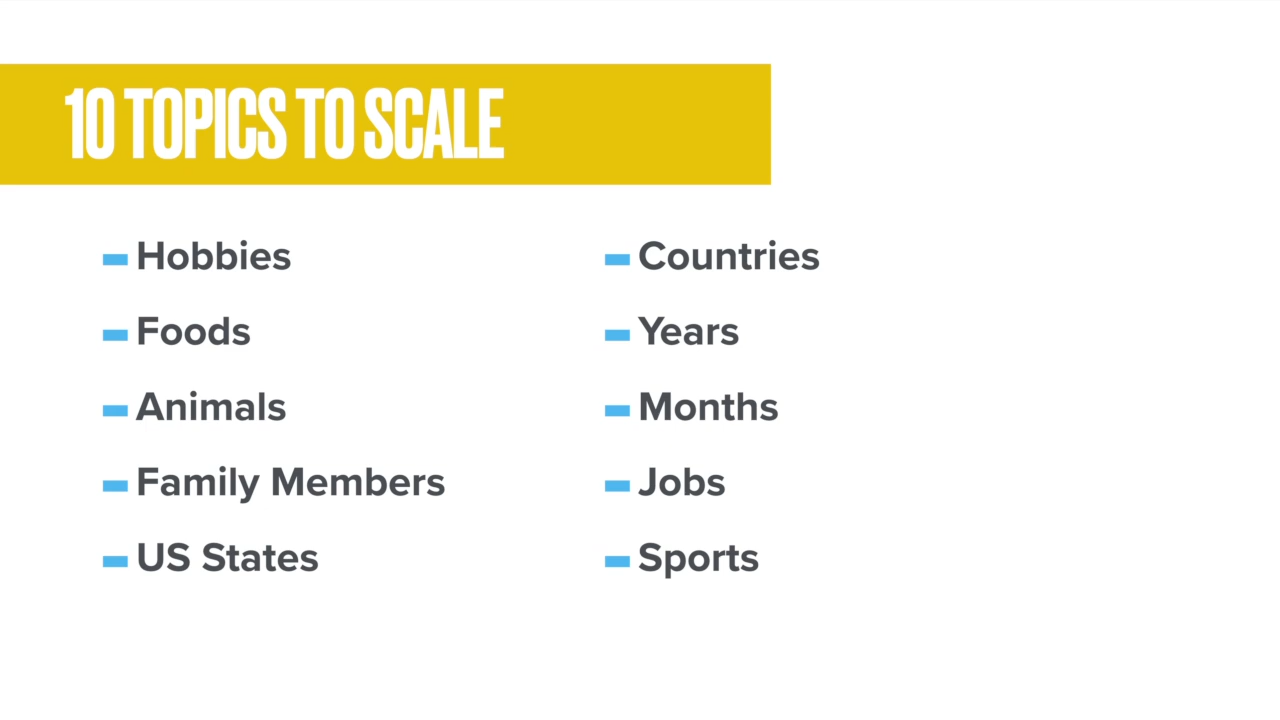 10 TOPICS TO SCALE
Hobbies
Foods
Animals
Family Members
US States
Countries
Years
Months
Jobs
Sports